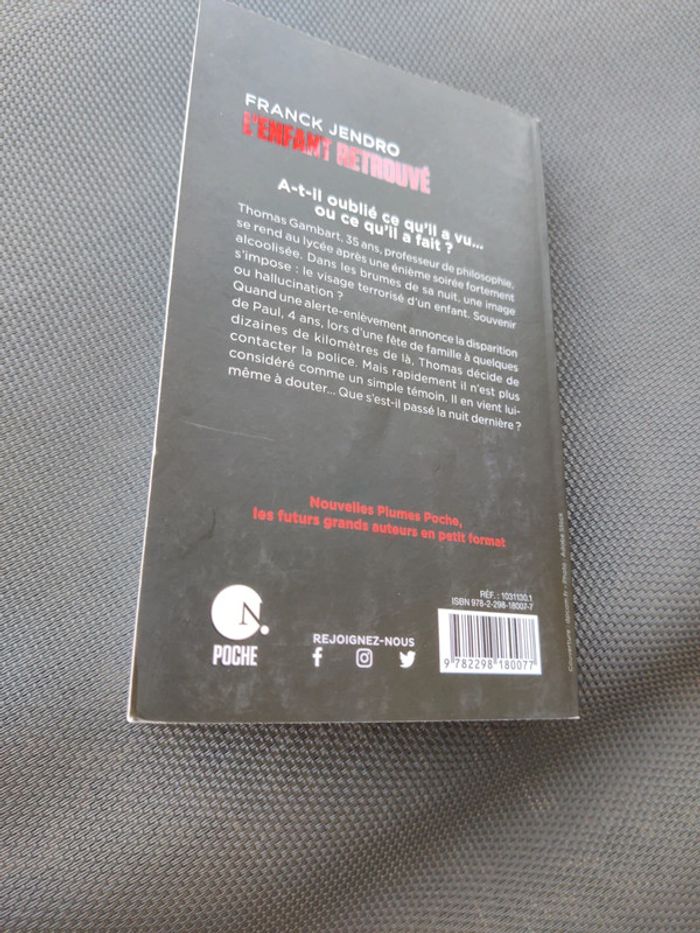 FRANCK JENDRO
L'ENFANT RETROUVÉ
A-t-il oublié ce qu'il a vu...
ou ce qu'il a fait ?
Thomas Gambart, 35 ans, professeur de philosophie,
se rend au lycée après une énième soirée fortement
alcoolisée. Dans les brumes de sa nuit, une image
s'impose : le visage terrorisé d'un enfant. Souvenir
ou hallucination ?
Quand une alerte-enlèvement annonce la disparition
de Paul, 4 ans, lors d'une fête de famille à quelques
dizaines de kilomètres de là, Thomas décide de
contacter la police. Mais rapidement il n'est plus
considéré comme un simple témoin. Il en vient lui-
même à douter... Que s'est-il passé la nuit dernière ?
Nouvelles Plumes Poche,
les futurs grands auteurs en petit format
N.
POCHE
REJOIGNEZ-NOUS
RÉF. : 1031130.1
ISBN 978-2-298-18007-7
9 782298 180077
Couverture : Photo : Adobe Stock